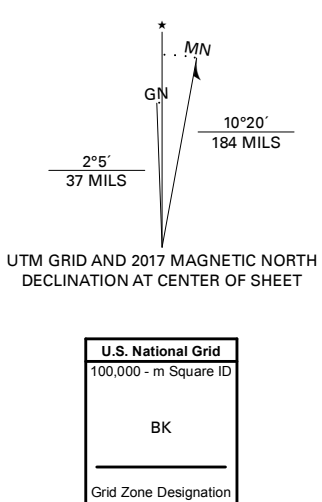 ★
MN
GN
10°20´
184 MILS
2°5´
37 MILS
UTM GRID AND 2017 MAGNETIC NORTH
DECLINATION AT CENTER OF SHEET
U.S. National Grid
100,000 - m Square ID
BK
Grid Zone Designation